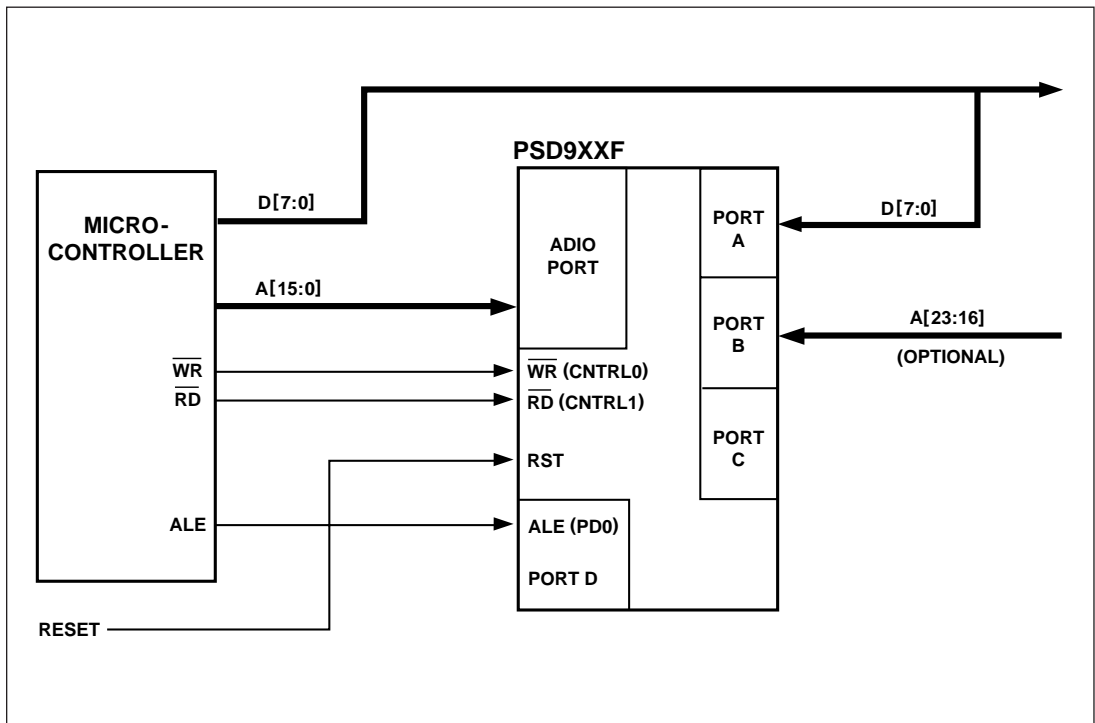 PSD9XXF
MICRO-
CONTROLLER
D[7:0]
A[15:0]
WR
RD
ALE
RESET
ADIO
PORT
WR (CNTRL0)
RD (CNTRL1)
RST
ALE (PD0)
PORT D
PORT
A
PORT
B
PORT
C
D[7:0]
A[23:16]
(OPTIONAL)